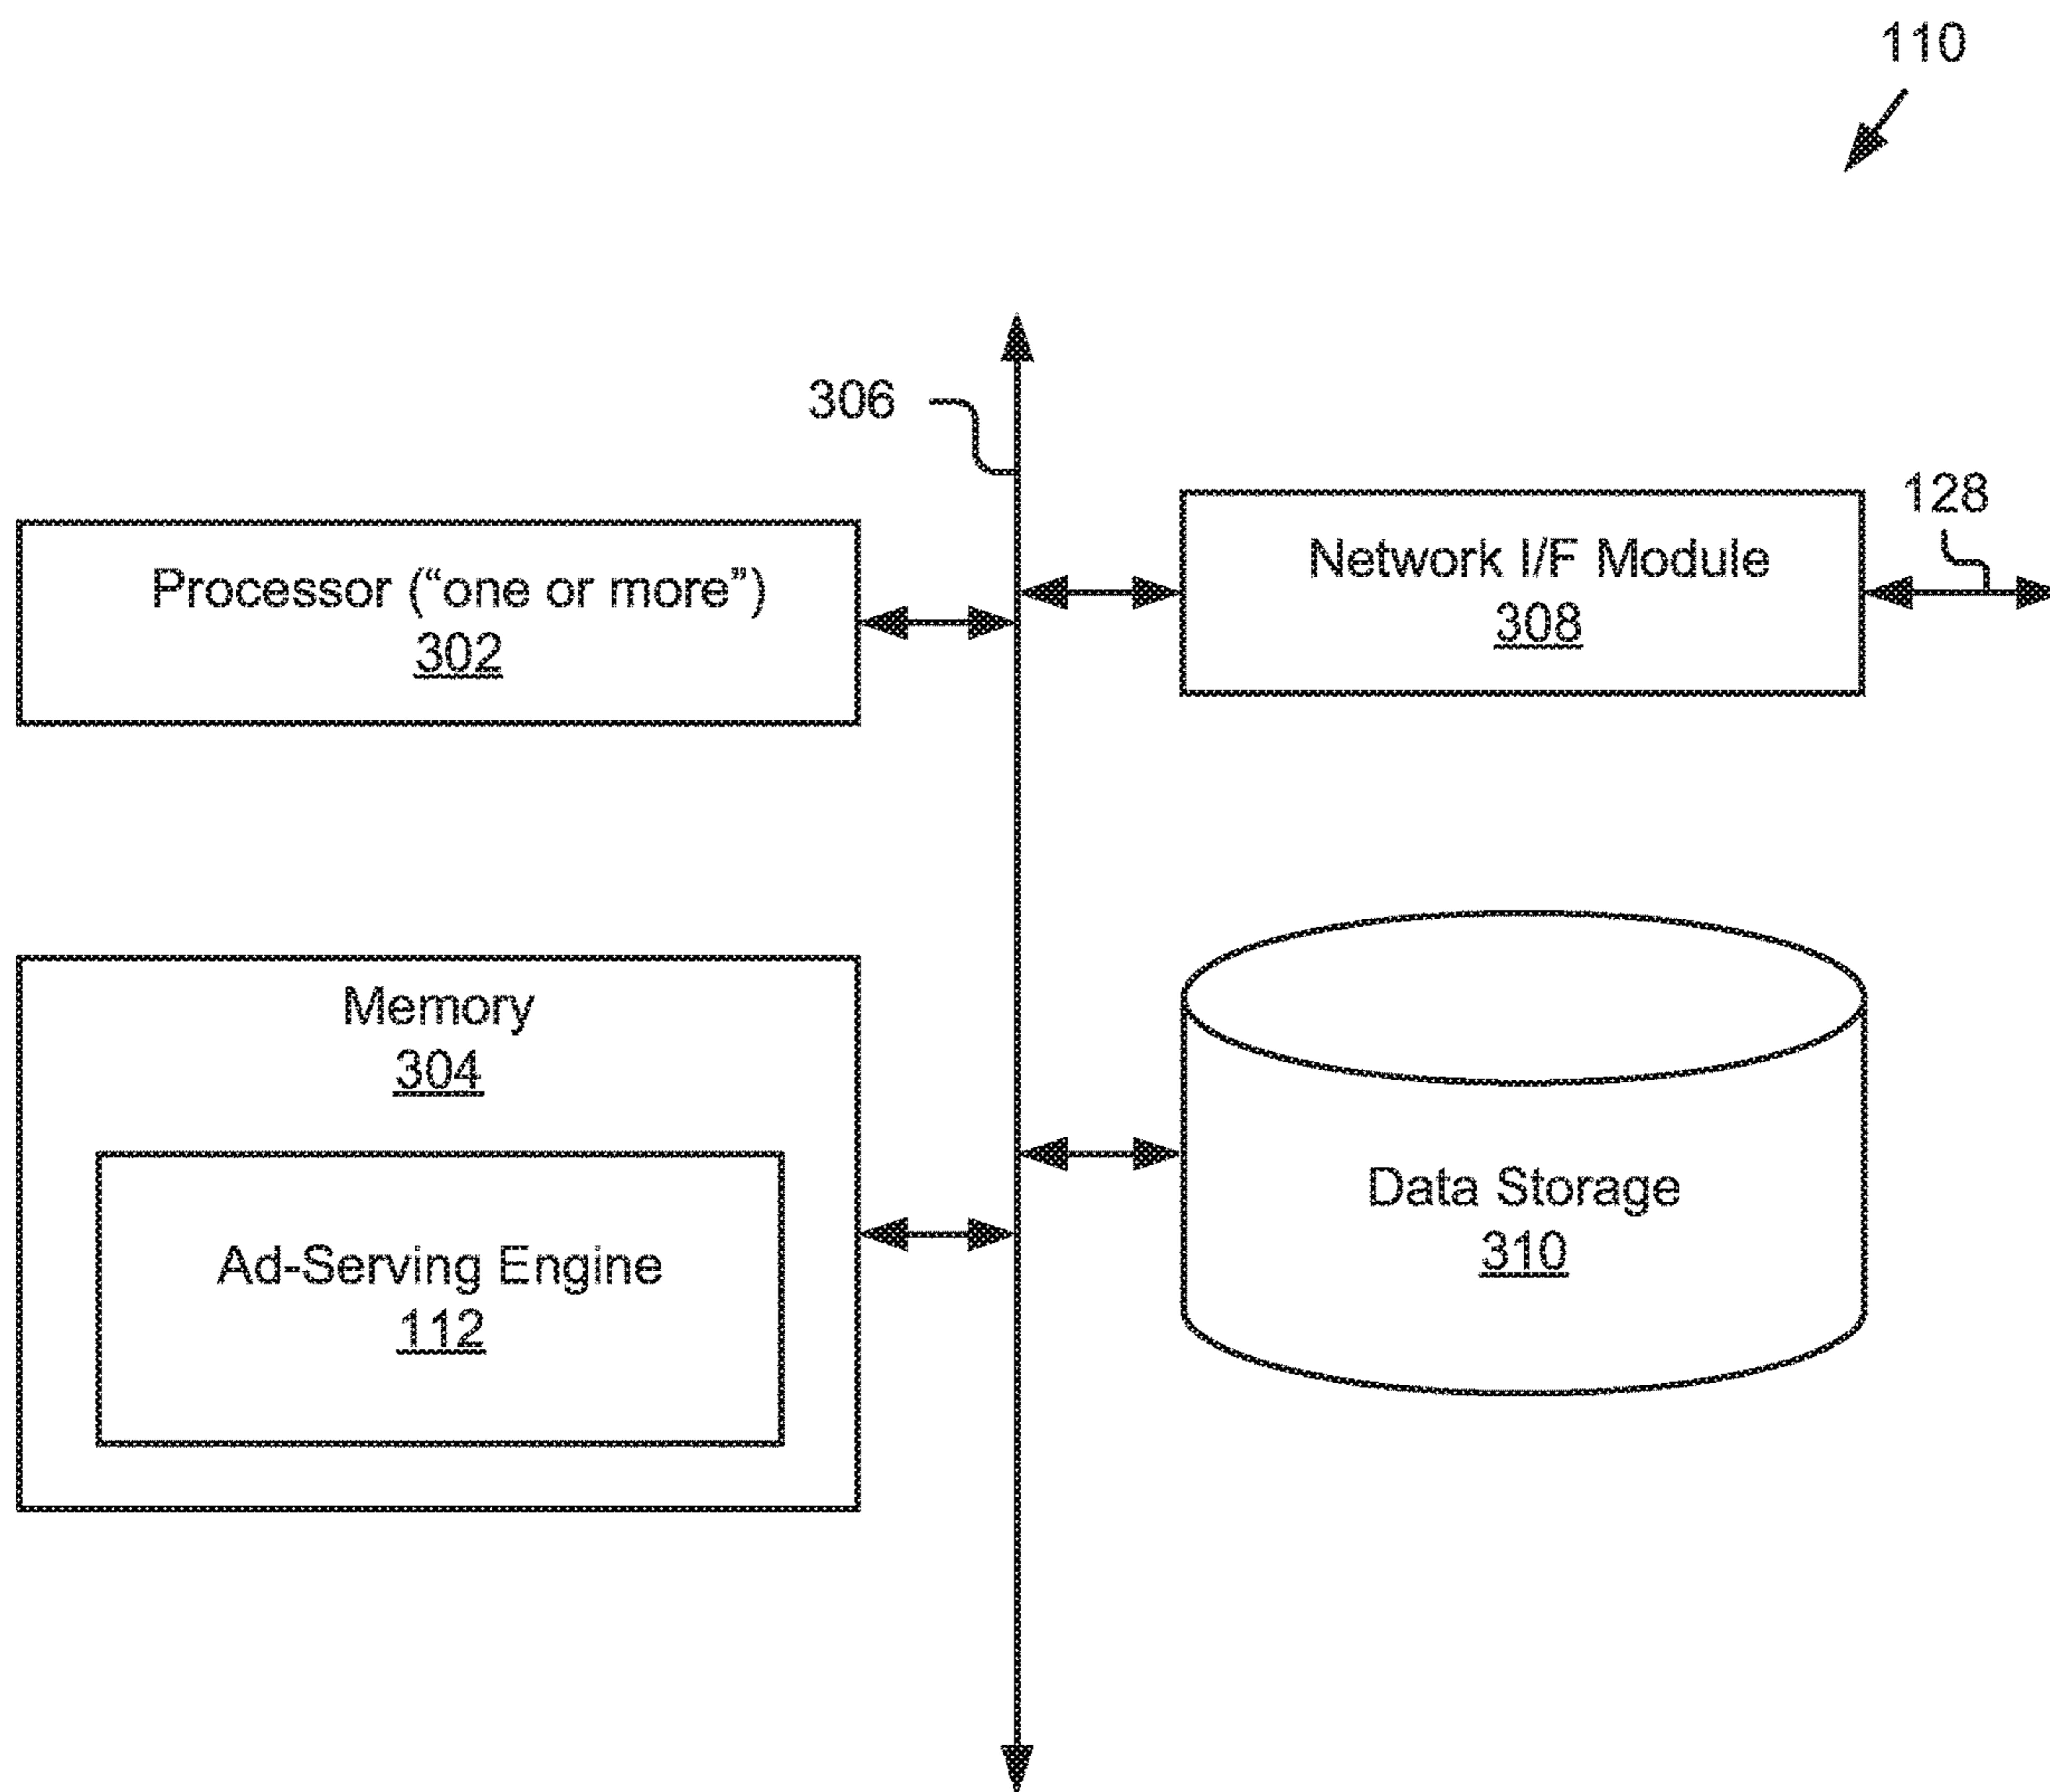 110
306
128
Processor (“one or more”)
302
Network I/F Module
308
Memory
304
Ad-Serving Engine
112
Data Storage
310